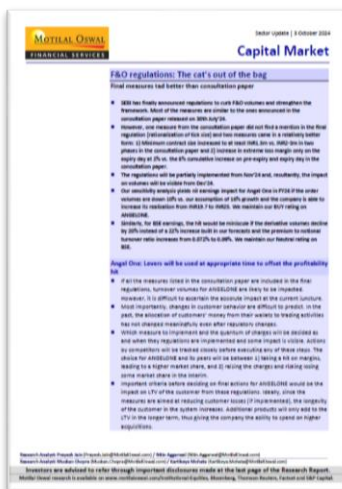 MOTILAL OSWAL
FINANCIAL SERVICES
Sector Update | 3 October 2024
Capital Market
F&O regulations: The cat's out of the bag
Final measures tad better than consultation paper
SEBI has finally announced regulations to curb F&O volumes and strengthen the
framework. Most of the measures are similar to the ones announced in the
consultation paper released on 30th July'24.
However, one measure from the consultation paper did not find a mention in the final
regulation (rationalization of tick size) and two measures came in a relatively better
form: 1) Minimum contract size increased to at least INR1.5m vs. INR2-3m in two
phases in the consultation paper and 2) increase in extreme loss margin only on the
expiry day at 2% vs. the 8% cumulative increase on pre expiry and expiry day in the
consultation paper.
The regulations will be partially implemented from Nov'24 and, resultantly, the impact
on volumes will be visible from Dec'24.
Our sensitivity analysis yields nil earnings impact for Angel One in FY26 if the order
volumes are down 10% vs. our assumption of 16% growth and the company is able to
increase its realization from to We maintain our BUY rating on
ANGELONE.
Similarly, for BSE earnings, the hit would be miniscule if the derivative volumes decline
by 20% instead of a 22% increase built in our forecasts and the premium to notional
turnover ratio increases from to We maintain our Neutral rating on
BSE.
Angel One: Levers will be used at appropriate time to offset the profitability
hit
If all the measures listed in the consultation paper are included in the final
regulations, turnover volumes for ANGELONE are likely to be impacted.
However, it is difficult to ascertain the absolute impact at the current juncture.
Most importantly, changes in customer behavior are difficult to predict. In the
past, the allocation of customers' money from their wallets to trading activities
has not changed meaningfully even after regulatory changes.
Which measure to implement and the quantum of charges will be decided as
and when they regulations are implemented and some impact is visible. Actions
by competitors will be tracked closely before executing any of these steps. The
choice for ANGELONE and its peers will be between 1) taking a hit on margins,
leading to a higher market share, and 2) raising the charges and risking losing
some market share in the interim.
Important criteria before deciding on final actions for ANGELONE would be the
impact on LTV of the customer from these regulations. Ideally, since the
measures are aimed at reducing customer losses (if implemented), the longevity
of the customer in the system increases. Additional products will only add to the
LTV in the longer term, thus giving the company the ability to spend on higher
acquisitions.
Investors are advised to refer through important disclosures made at the last page of the Research Report.
Motilal Oswal research is available on www.motilaloswal.com/Institutional-Equities, Bloomberg, Thomson Reuters, Factset and S&P Capital.